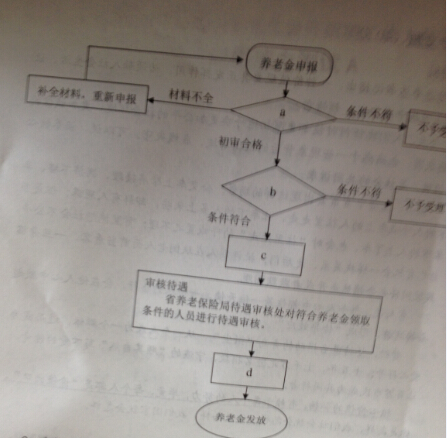 养老金申报
补全材料、重新申报
材料不全
a
条件不符
不予受
初审合格
b
条件不符
不予受理
条件符合
c
审核待遇
省养老保险局待遇审核处对符合养老金领取
条件的人员进行待遇审核。
d
养老金发放